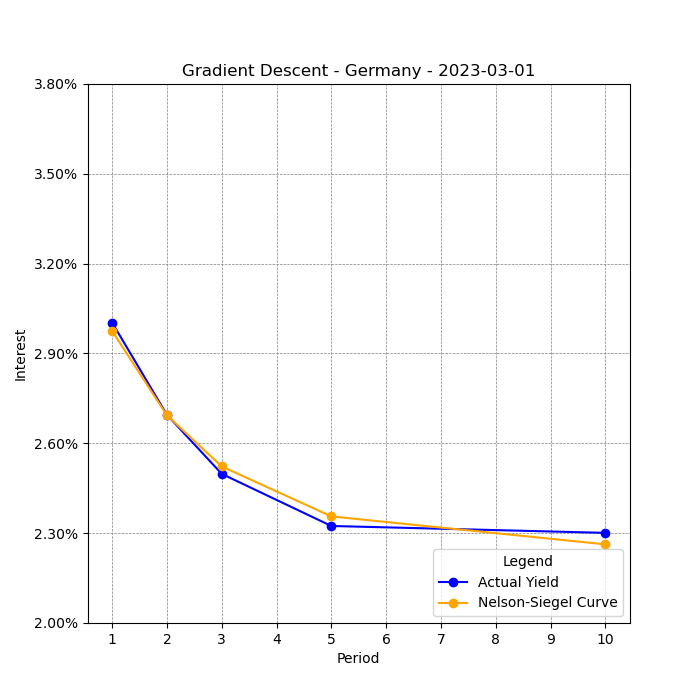 Gradient Descent - Germany - 2023-03-01
3.80%
3.50%
3.20%
2.90%
2.60%
2.30%
2.00%
Interest
1 2 3 4 5 6 7 8 9 10
Period
Legend
Actual Yield
Nelson-Siegel Curve